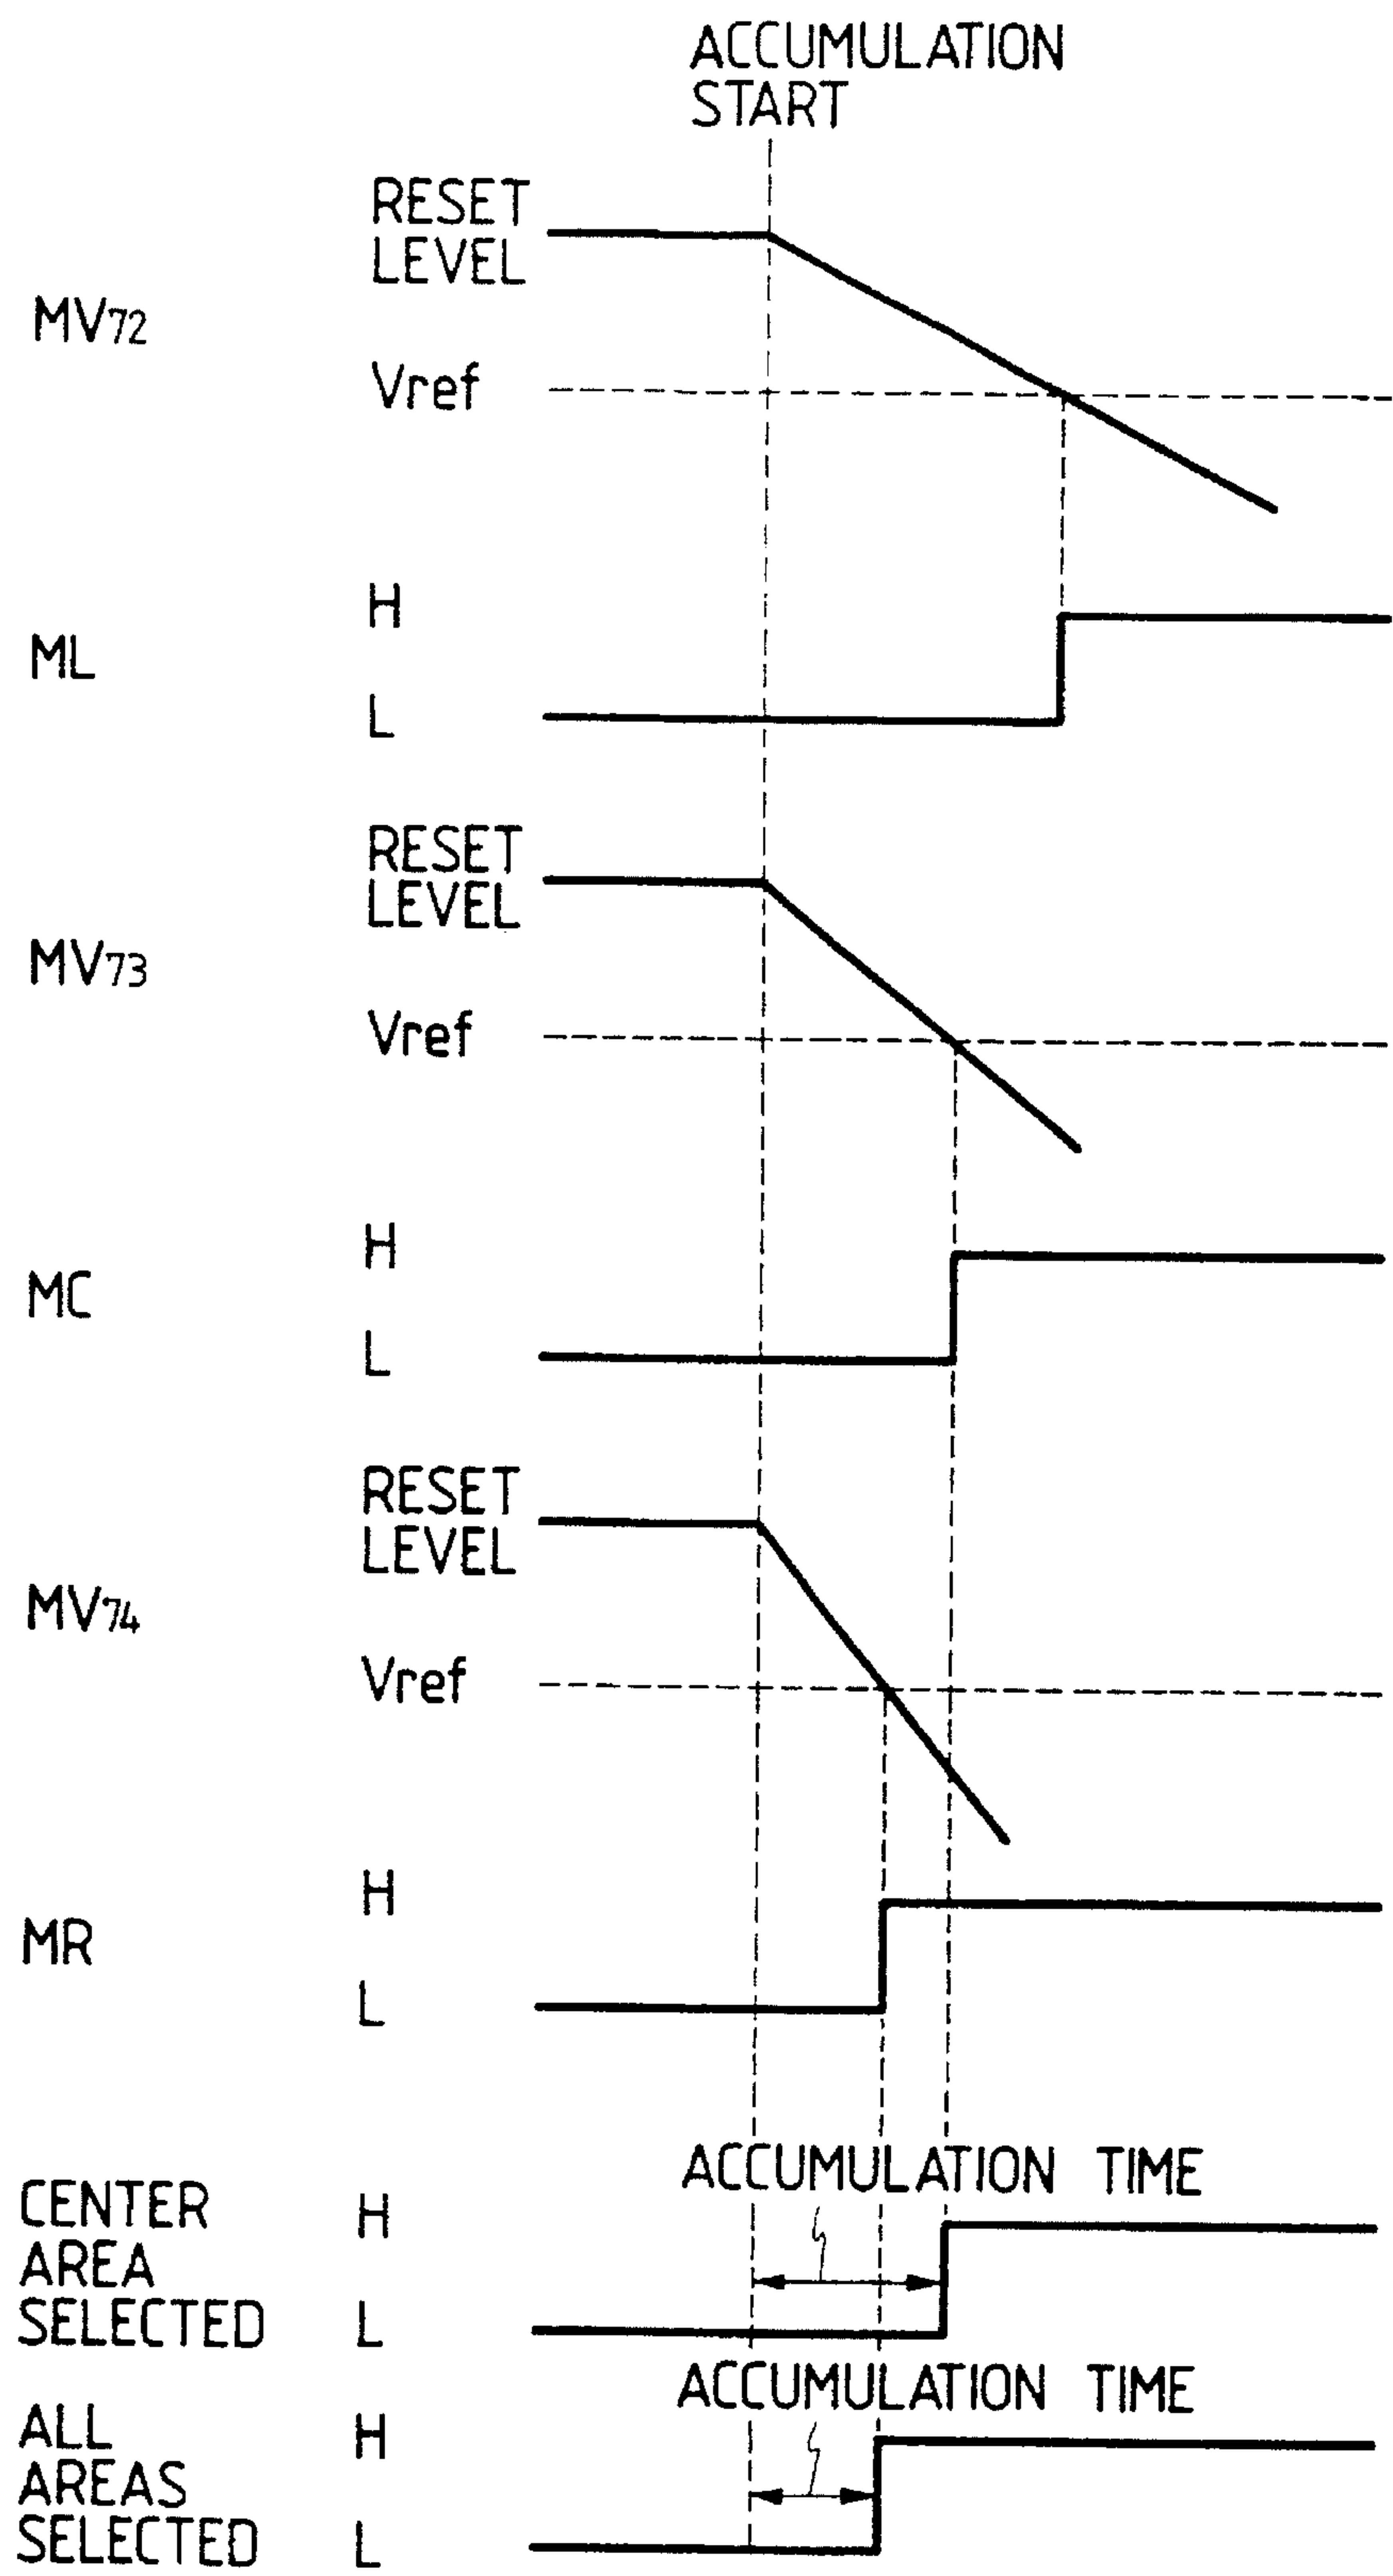 ACCUMULATION
START
RESET
LEVEL
MV72
Vref
H
ML
L
RESET
LEVEL
MV73
Vref
H
MC
L
RESET
LEVEL
MV74
Vref
H
MR
L
ACCUMULATION TIME
CENTER
AREA
SELECTED
H
L
ACCUMULATION TIME
ALL
AREAS
SELECTED
H
L